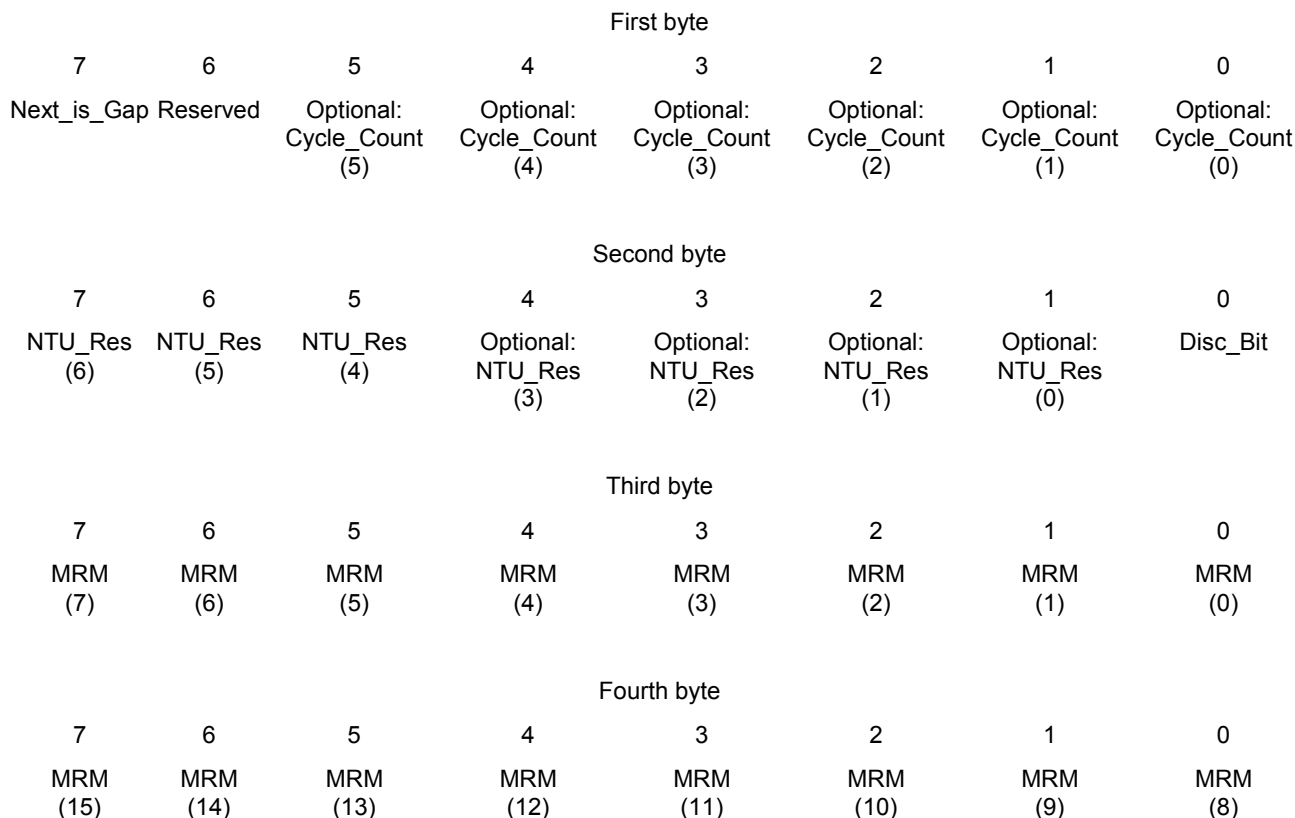 First byte
7 6 5 4 3 2 1 0
Next_is_Gap Reserved Optional: Optional: Optional: Optional: Optional: Optional:
Cycle_Count Cycle_Count Cycle_Count Cycle_Count Cycle_Count Cycle_Count
(5) (4) (3) (2) (1) (0)
Second byte
7 6 5 4 3 2 1 0
NTU_Res NTU_Res NTU_Res Optional: Optional: Optional: Optional: Disc_Bit
(6) (5) (4) NTU_Res NTU_Res NTU_Res NTU_Res
(3) (2) (1) (0)
Third byte
7 6 5 4 3 2 1 0
MRM MRM MRM MRM MRM MRM MRM MRM
(7) (6) (5) (4) (3) (2) (1) (0)
Fourth byte
7 6 5 4 3 2 1 0
MRM MRM MRM MRM MRM MRM MRM MRM
(15) (14) (13) (12) (11) (10) (9) (8)